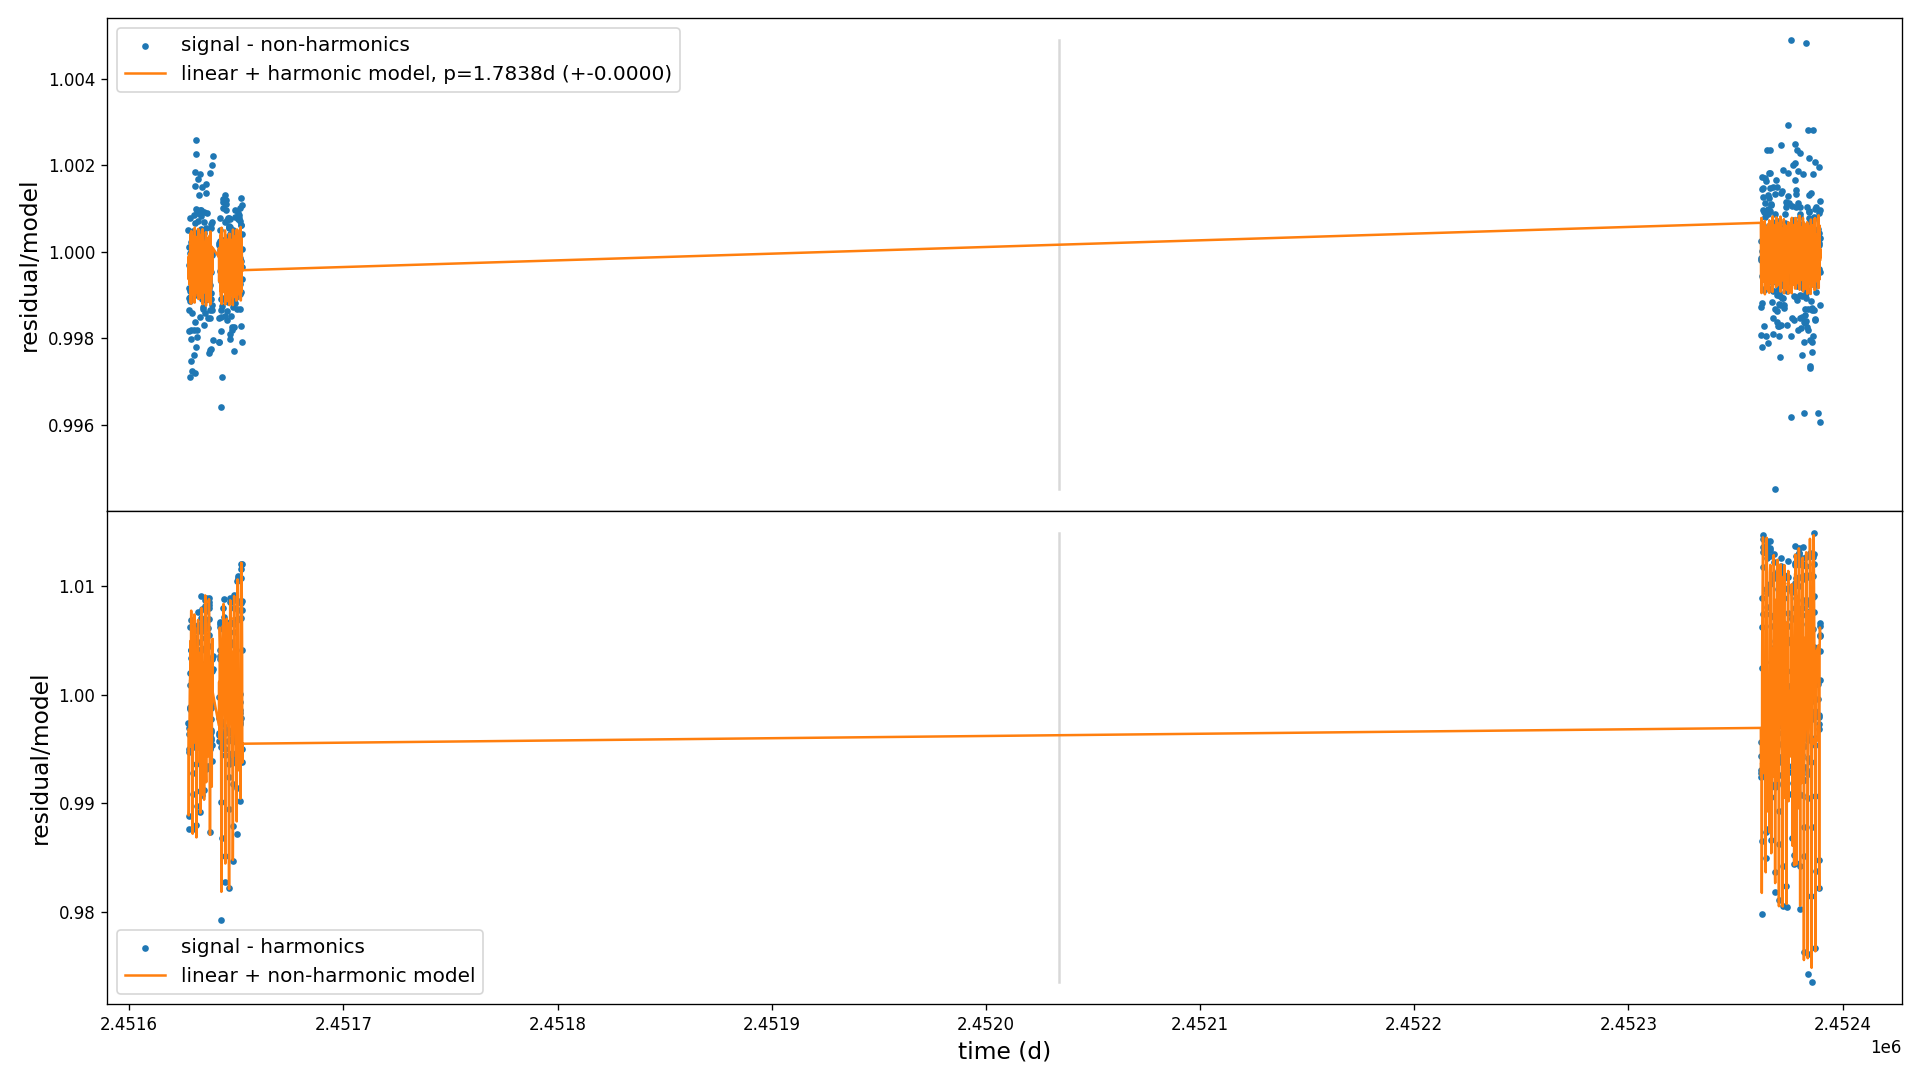 signal - non-harmonics
linear + harmonic model, p=1.7838d (+-0.0000)
1.004
1.002
1.000
0.998
0.996
residual/model
1.01
1.00
0.99
0.98
residual/model
signal - harmonics
linear + non-harmonic model
2.4516 2.4517 2.4518 2.4519 2.4520 2.4521 2.4522 2.4523 2.4524
1e6
time (d)